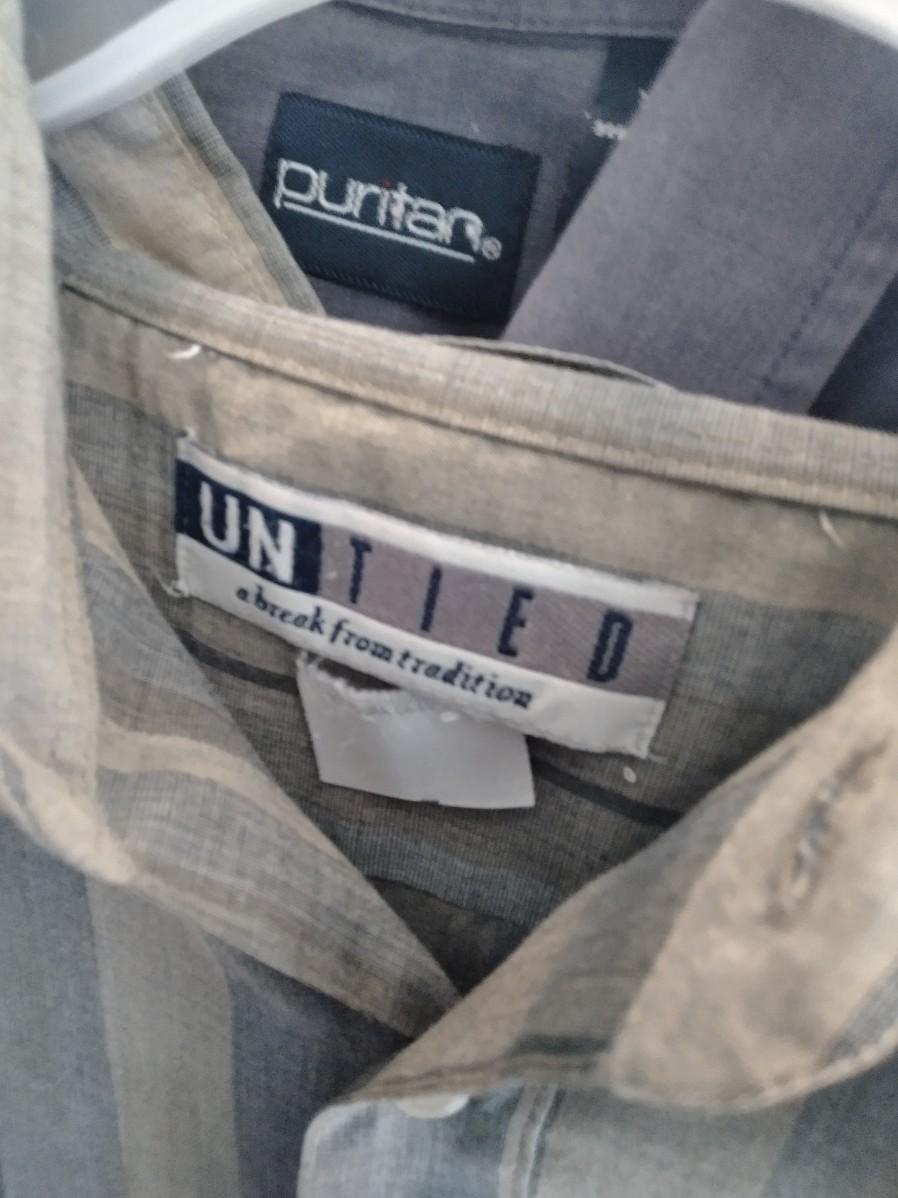 puritan®
UNTIED
a break from tradition